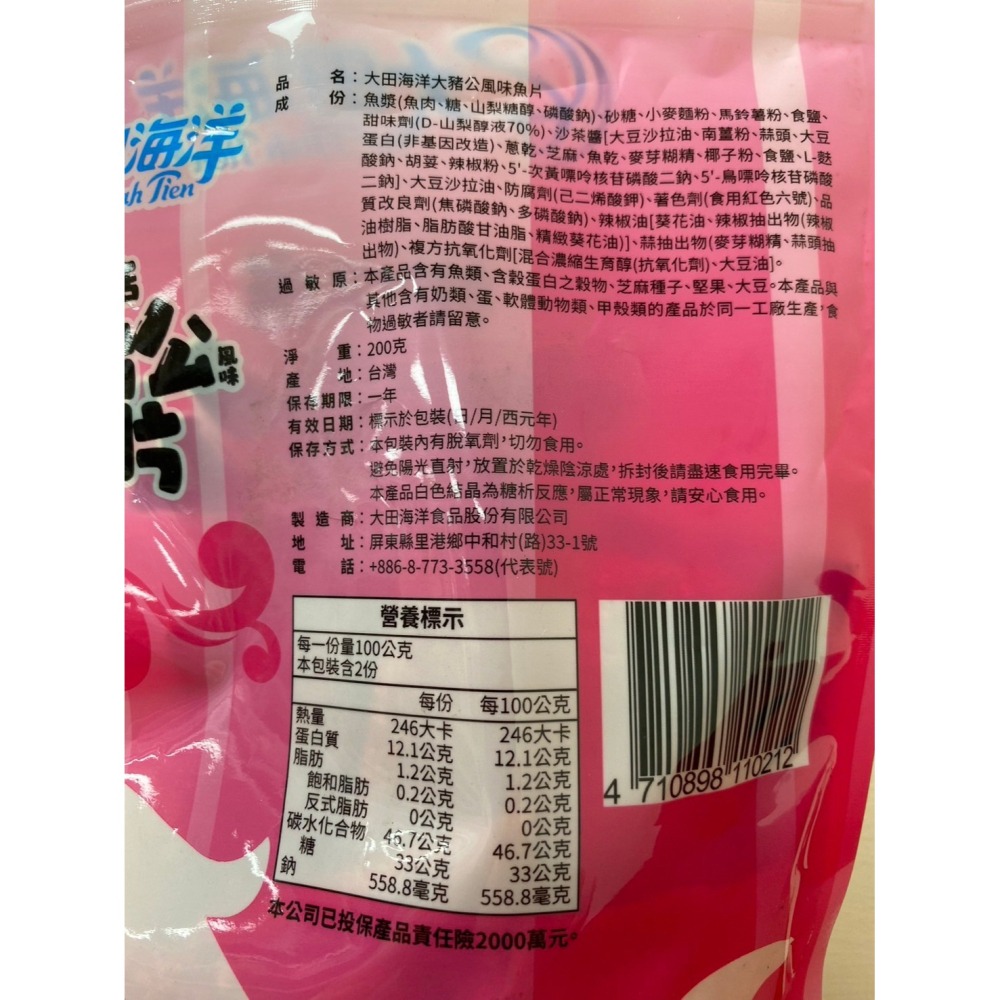 海洋
ah Tien
公
風味
片
品名：大田海洋大豬公風味魚片
成份：魚漿(魚肉、糖、山梨糖醇、磷酸鈉)、砂糖、小麥麵粉、馬鈴薯粉、食鹽、
甜味劑(D-山梨醇液70%)、沙茶醬[大豆沙拉油、南薑粉、蒜頭、大豆
蛋白(非基因改造)、蔥乾、芝麻、魚乾、麥芽糊精、椰子粉、食鹽、L-麩
酸鈉、胡荽、辣椒粉、5'-次黃嘌呤核苷磷酸二鈉、5'-鳥嘌呤核苷磷酸
二鈉]、大豆沙拉油、防腐劑(己二烯酸鉀)、著色劑(食用紅色六號)、品
質改良劑(焦磷酸鈉、多磷酸鈉)、辣椒油[葵花油、辣椒抽出物(辣椒
油樹脂、脂肪酸甘油脂、精緻葵花油)]、蒜抽出物(麥芽糊精、蒜頭抽
出物)、複方抗氧化劑[混合濃縮生育醇(抗氧化劑)、大豆油]。
過敏原：本產品含有魚類、含穀蛋白之穀物、芝麻種子、堅果、大豆。本產品與
其他含有奶類、蛋、軟體動物類、甲殼類的產品於同一工廠生產，食
物過敏者請留意。
淨重：200克
產地：台灣
保存期限：一年
有效日期：標示於包裝(日/月/西元年)
保存方式：本包裝內有脫氧劑，切勿食用。
避免陽光直射，放置於乾燥陰涼處，拆封後請盡速食用完畢。
本產品白色結晶為糖析反應，屬正常現象，請安心食用。
製造商：大田海洋食品股份有限公司
地址：屏東縣里港鄉中和村(路)33-1號
電話：+886-8-773-3558(代表號)
營養標示
每一份量100公克
本包裝含2份
每份 每100公克
熱量 246大卡 246大卡
蛋白質 12.1公克 12.1公克
脂肪 1.2公克 1.2公克
飽和脂肪 0.2公克 0.2公克
反式脂肪 0公克 0公克
碳水化合物 46.7公克 46.7公克
糖 33公克 33公克
鈉 558.8毫克 558.8毫克
4 710898 110212
本公司已投保產品責任險2000萬元。